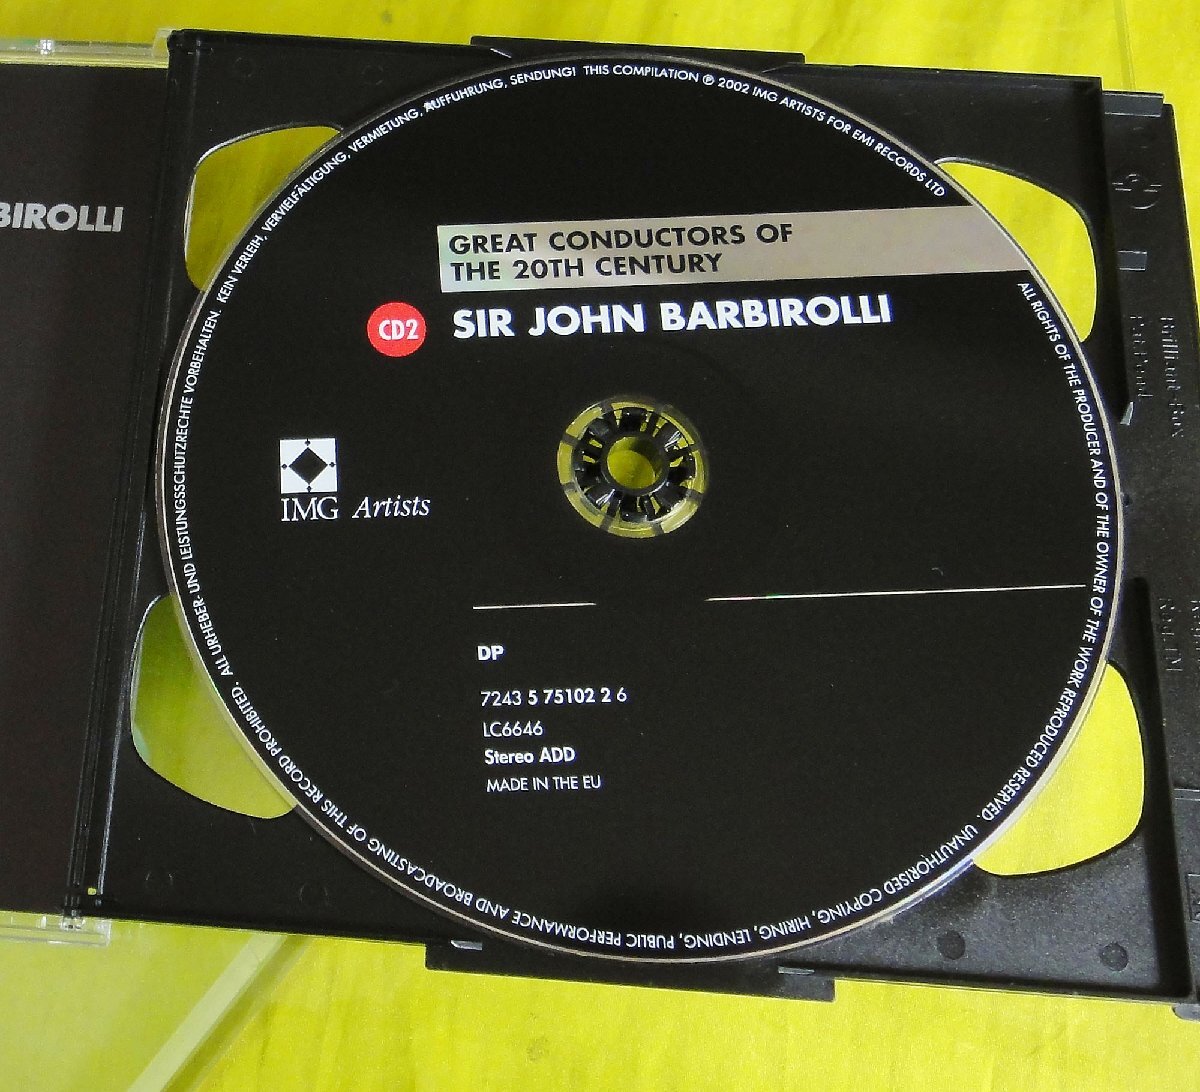 BIROLLI
GREAT CONDUCTORS OF
THE 20TH CENTURY
CD2
SIR JOHN BARBIROLLI
IMG Artists
DP
7243 5 75102 2 6
LC6646
Stereo ADD
MADE IN THE EU
ALL RIGHTS OF THE PRODUCER AND OF THE OWNER OF THE WORK REPRODUCED RESERVED. UNAUTHORISED COPYING, HIRING, LENDING, PUBLIC PERFORMANCE AND BROADCASTING OF THIS RECORD PROHIBITED. ALL URHEBER- UND LEISTUNGSSCHUTZRECHTE VORBEHALTEN. KEIN VERLEIH, VERVIELFÄLTIGUNG, VERMIETUNG, AUFFUHRUNG, SENDUNG! THIS COMPILATION ℗ 2002 IMG ARTISTS FOR EMI RECORDS LTD
Brilliant-Box